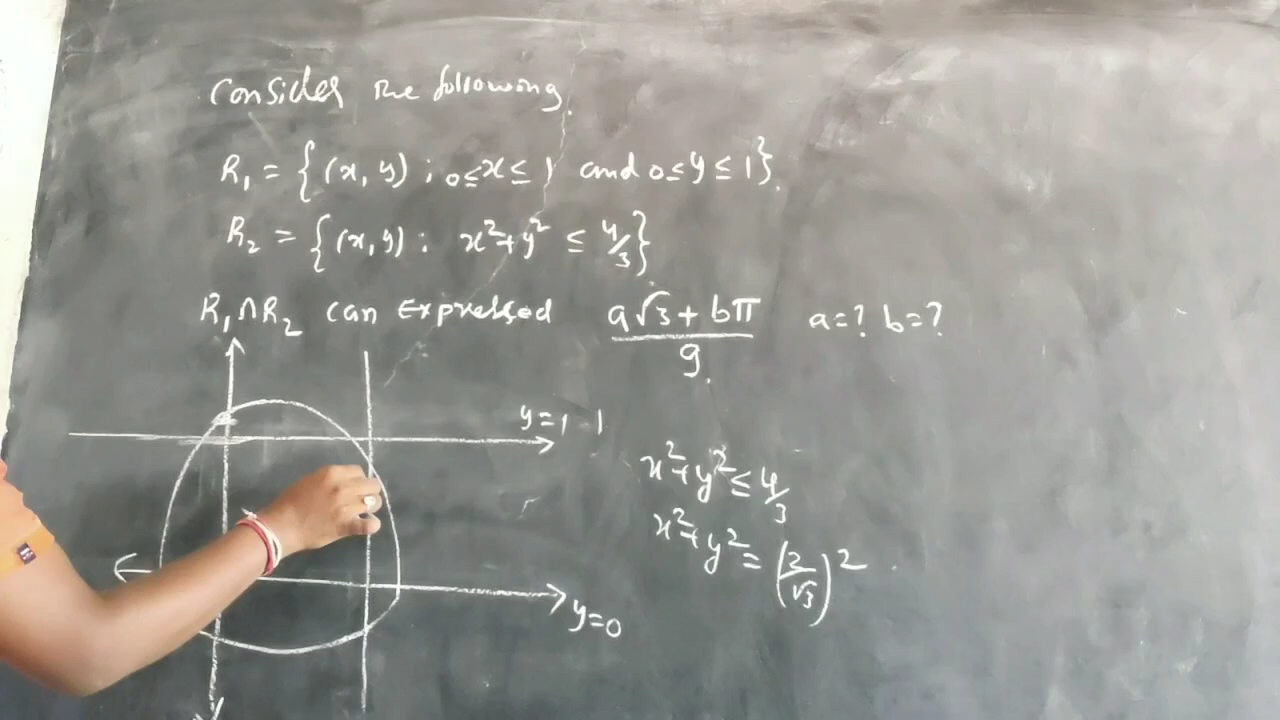 Consider the following.
R₁ = {(x, y) ; 0≤x≤ 1 and 0≤y≤ 1}.
R₂ = {(x,y) : x²+y² ≤ 4/3}
R₁∩R₂ can Expressed (a√3 + bπ)/9. a=? b=?
y=1
x²+y²≤4/3
x²+y²=(2/√3)².
y=0